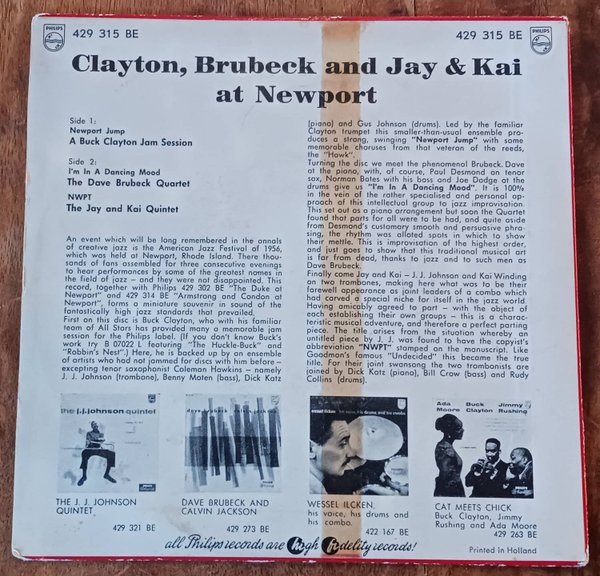 PHILIPS
429 315 BE
429 315 BE
PHILIPS
Clayton, Brubeck and Jay & Kai
at Newport
Side 1:
Newport Jump
A Buck Clayton Jam Session
Side 2:
I'm In A Dancing Mood
The Dave Brubeck Quartet
NWPT
The Jay and Kai Quintet
An event which will be long remembered in the annals
of creative jazz is the American Jazz Festival of 1956,
which was held at Newport, Rhode Island. There thou-
sands of fans assembled for three consecutive evenings
to hear performances by some of the greatest names in
the field of jazz – and they were not disappointed. This
record, together with Philips 429 302 BE "The Duke at
Newport" and 429 314 BE "Armstrong and Condon at
Newport", forms a miniature souvenir in sound of the
fantastically high jazz standards that prevailed.
First on this disc is Buck Clayton, who with his familiar
team of All Stars has provided many a memorable jam
session for the Philips label. (If you don't know Buck's
work try B 07022 L featuring "The Huckle-Buck" and
"Robbin's Nest".) Here, he is backed up by an ensemble
of artists who had not jammed for discs with him before –
excepting tenor saxophonist Coleman Hawkins – namely
J. J. Johnson (trombone), Benny Maten (bass), Dick Katz
(piano) and Gus Johnson (drums). Led by the familiar
Clayton trumpet this smaller-than-usual ensemble pro-
duces a strong, swinging "Newport Jump" with some
memorable choruses from that veteran of the reeds,
the "Hawk".
Turning the disc we meet the phenomenal Brubeck. Dave
at the piano, with, of course, Paul Desmond on tenor
sax, Norman Bates with his bass and Joe Dodge at the
drums give us "I'm In A Dancing Mood". It is 100%
in the vein of the rather specialised and personal ap-
proach of this intellectual group to jazz improvisation.
This set out as a piano arrangement but soon the Quartet
found that parts for all were to be had, and quite aside
from Desmond's customary smooth and persuasive phra-
sing, the rhythm was alloted spots in which to show
their mettle. This is improvisation of the highest order,
and just goes to show that this traditional musical art
is far from dead, thanks to jazz and to such men as
Dave Brubeck.
Finally come Jay and Kai – J. J. Johnson and Kai Winding
on two trombones, making here what was to be their
farewell appearance as joint leaders of a combo which
had carved a special niche for itself in the jazz world.
Having amicably agreed to part – with the object of
each establishing their own groups – this is a charac-
teristic musical adventure, and therefore a perfect parting
piece. The title arises from the situation whereby an
untitled piece by J. J. was found to have the copyist's
abbreviation "NWPT" stamped on the manuscript. Like
Goodman's famous "Undecided" this became the true
title. For their joint swansong the two trombonists are
joined by Dick Katz (piano), Bill Crow (bass) and Rudy
Collins (drums).
the j.j. johnson quintet
dave brubeck calvin jackson
wessel ilcken
his voice, his drums and his combo
Ada Moore
Buck Clayton
Jimmy Rushing
THE J. J. JOHNSON
QUINTET
429 321 BE
DAVE BRUBECK AND
CALVIN JACKSON
429 273 BE
WESSEL ILCKEN,
his voice, his drums and
his combo.
422 167 BE
CAT MEETS CHICK
Buck Clayton, Jimmy
Rushing and Ada Moore
429 263 BE
all Philips records are high fidelity records!
Printed in Holland